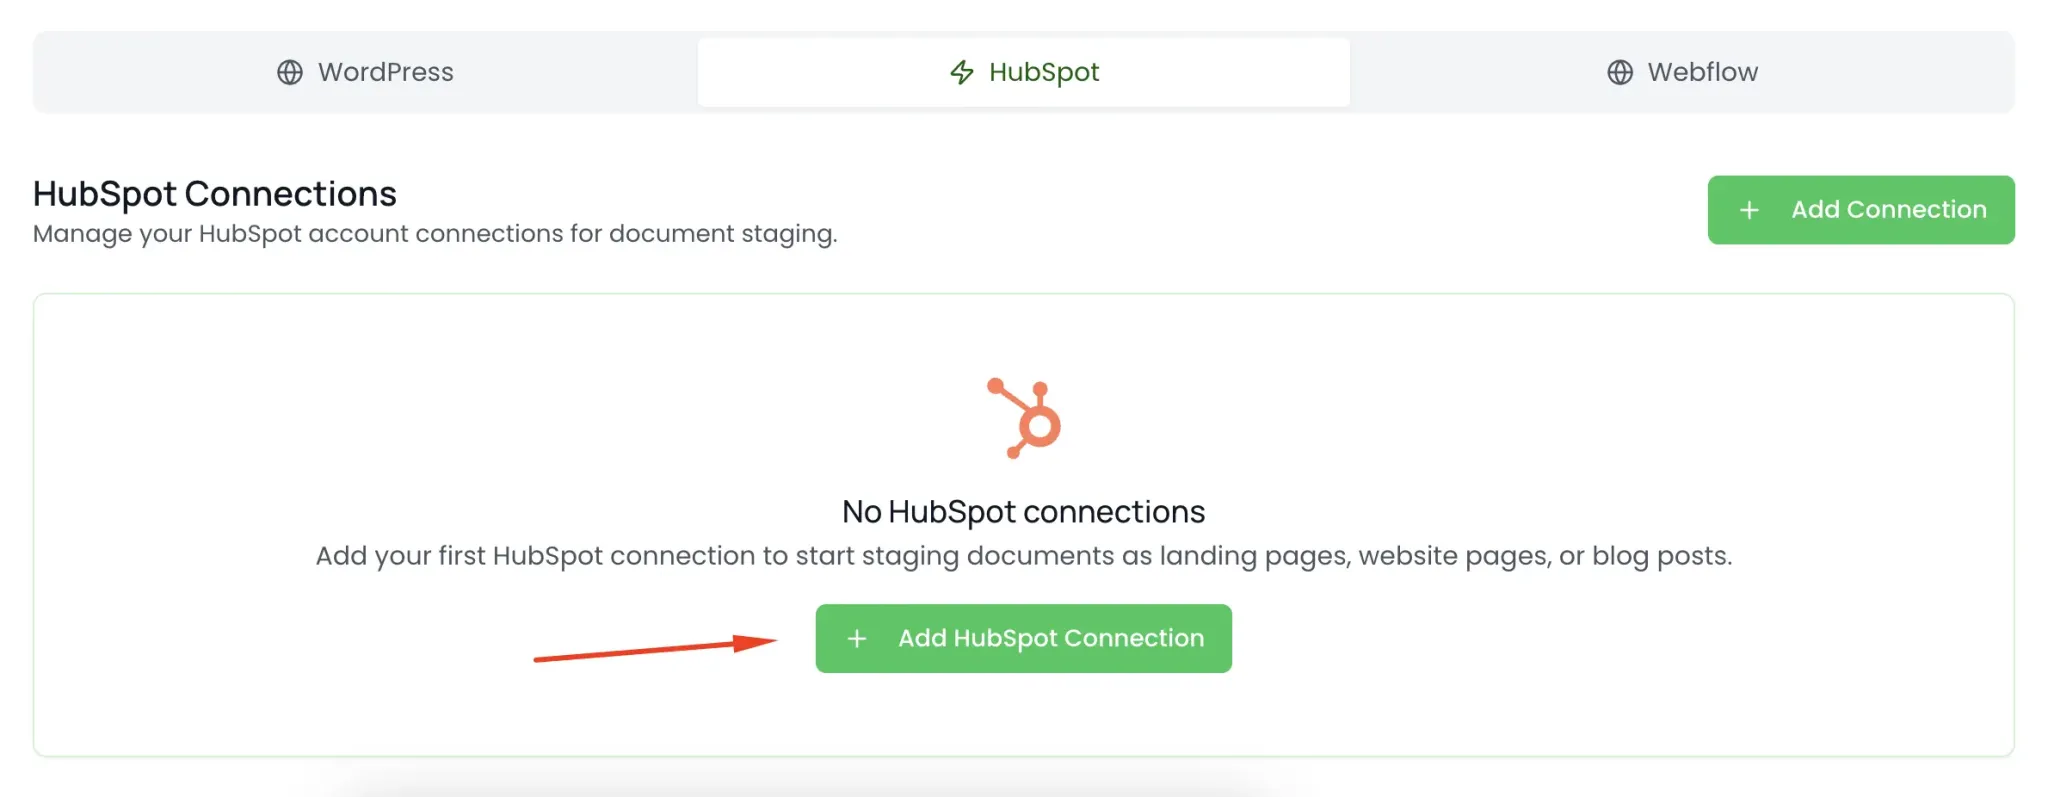 WordPress
HubSpot
Webflow
HubSpot Connections
Manage your HubSpot account connections for document staging.
+ Add Connection
No HubSpot connections
Add your first HubSpot connection to start staging documents as landing pages, website pages, or blog posts.
+ Add HubSpot Connection